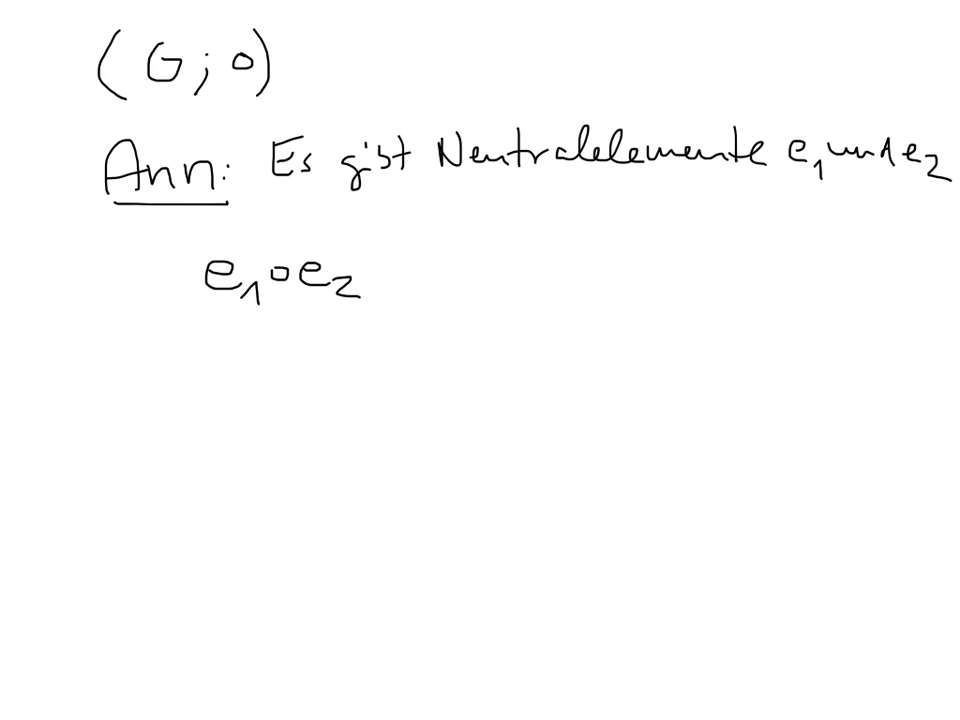 (G; ∘)
Ann: Es gibt Neutralelemente e₁ und e₂
e₁∘e₂